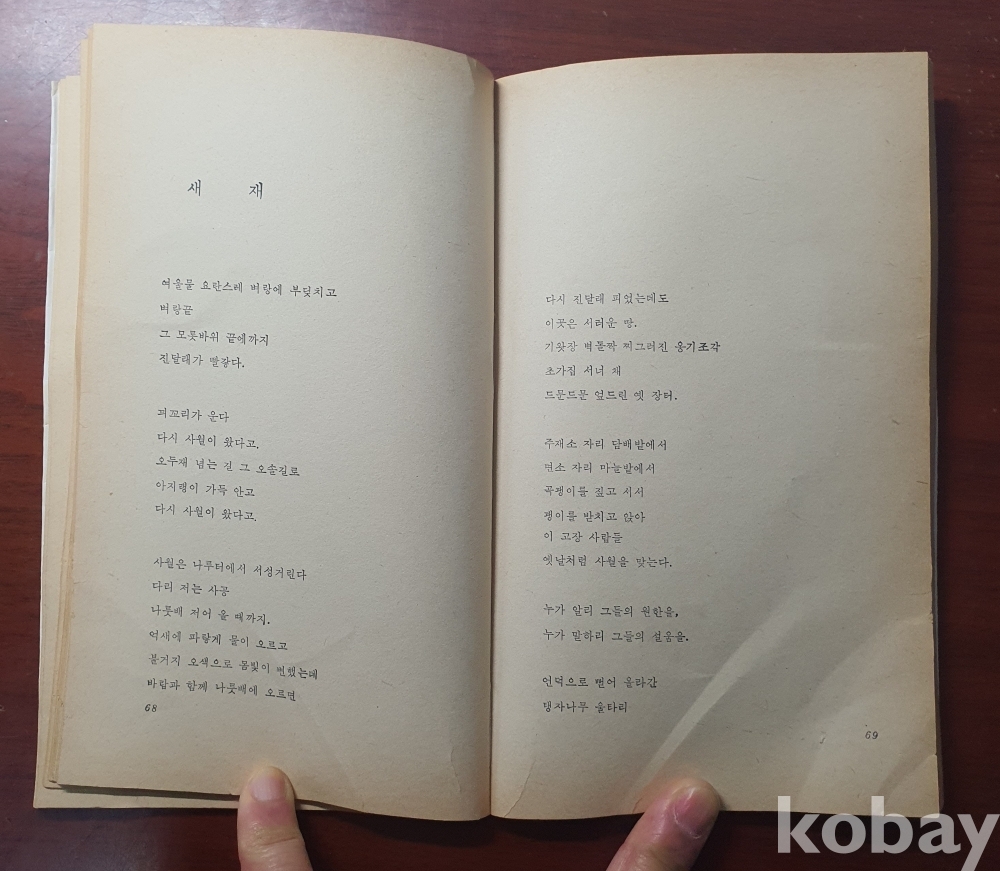 새 재
여울물 요란스레 벼랑에 부딪치고
벼랑끝
그 모롯바위 끝에까지
진달래가 빨갛다.
꾀꼬리가 운다
다시 사월이 왔다고.
오두재 넘는 길 그 오솔길로
아지랭이 가득 안고
다시 사월이 왔다고.
사월은 나루터에서 서성거린다
다리 저는 사공
나룻배 저어 올 때까지.
억새에 파랗게 물이 오르고
불거지 오색으로 몸빛이 변했는데
바람과 함께 나룻배에 오르면
68
다시 진달래 피었는데도
이곳은 서러운 땅.
기왓장 벽돌짝 찌그러진 옹기조각
초가집 서너 채
드문드문 엎드린 옛 장터.
주재소 자리 담배밭에서
면소 자리 마늘밭에서
곡괭이를 짚고 서서
괭이를 받치고 앉아
이 고장 사람들
옛날처럼 사월을 맞는다.
누가 알리 그들의 원한을,
누가 말하리 그들의 설움을.
언덕으로 뻗어 올라간
탱자나무 울타리
69
kobay